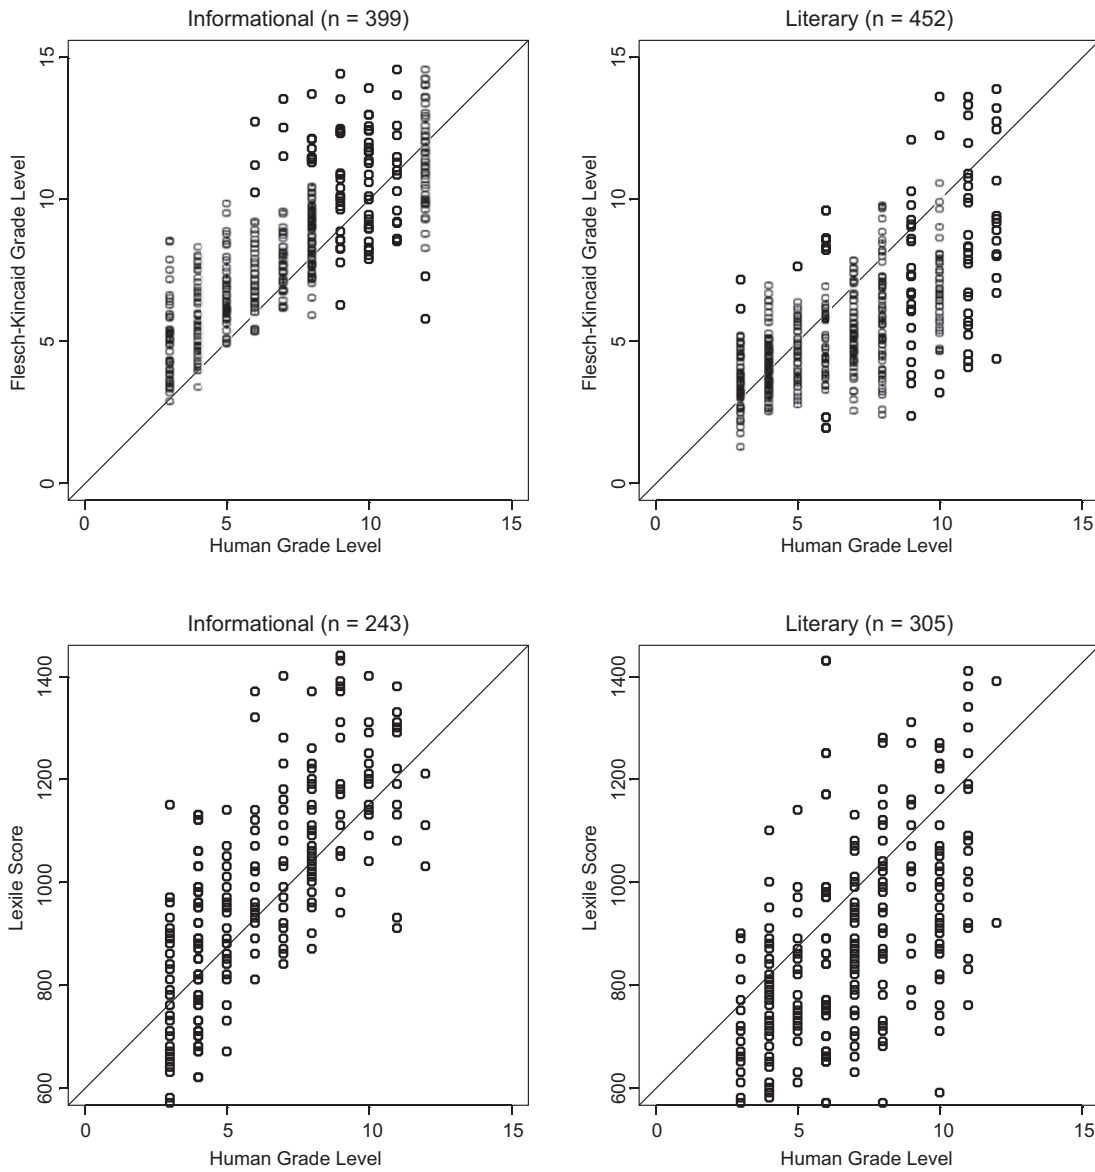 Informational (n = 399)
Flesch-Kincaid Grade Level
15
10
5
0
0 5 10 15
Human Grade Level
Literary (n = 452)
Flesch-Kincaid Grade Level
15
10
5
0
0 5 10 15
Human Grade Level
Informational (n = 243)
Lexile Score
1400
1200
1000
800
600
0 5 10 15
Human Grade Level
Literary (n = 305)
Lexile Score
1400
1200
1000
800
600
0 5 10 15
Human Grade Level